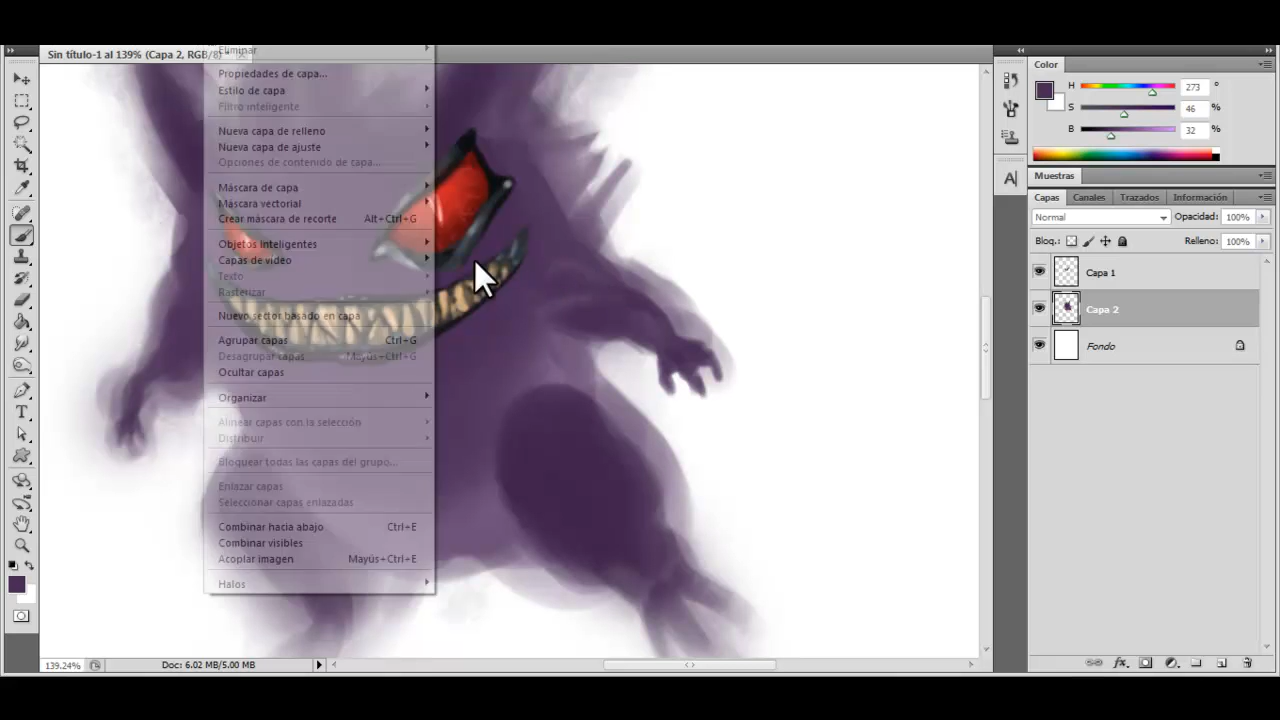 Sin título-1 al 139% (Capa 2, RGB/8) *
Eliminar
Propiedades de capa...
Estilo de capa
Filtro inteligente
Nueva capa de relleno
Nueva capa de ajuste
Opciones de contenido de capa...
Máscara de capa
Máscara vectorial
Crear máscara de recorte Alt+Ctrl+G
Objetos inteligentes
Capas de vídeo
Texto
Rasterizar
Nuevo sector basado en capa
Agrupar capas Ctrl+G
Desagrupar capas Mayús+Ctrl+G
Ocultar capas
Organizar
Alinear capas con la selección
Distribuir
Bloquear todas las capas del grupo...
Enlazar capas
Seleccionar capas enlazadas
Combinar hacia abajo Ctrl+E
Combinar visibles
Acoplar imagen Mayús+Ctrl+E
Halos
139.24% Doc: 6.02 MB/5.00 MB
Color
H 273 °
S 46 %
B 32 %
Muestras
Capas Canales Trazados Información
Normal Opacidad: 100%
Bloq.: Relleno: 100%
Capa 1
Capa 2
Fondo